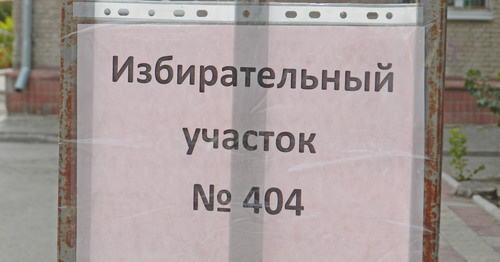 Избирательный
участок
№ 404